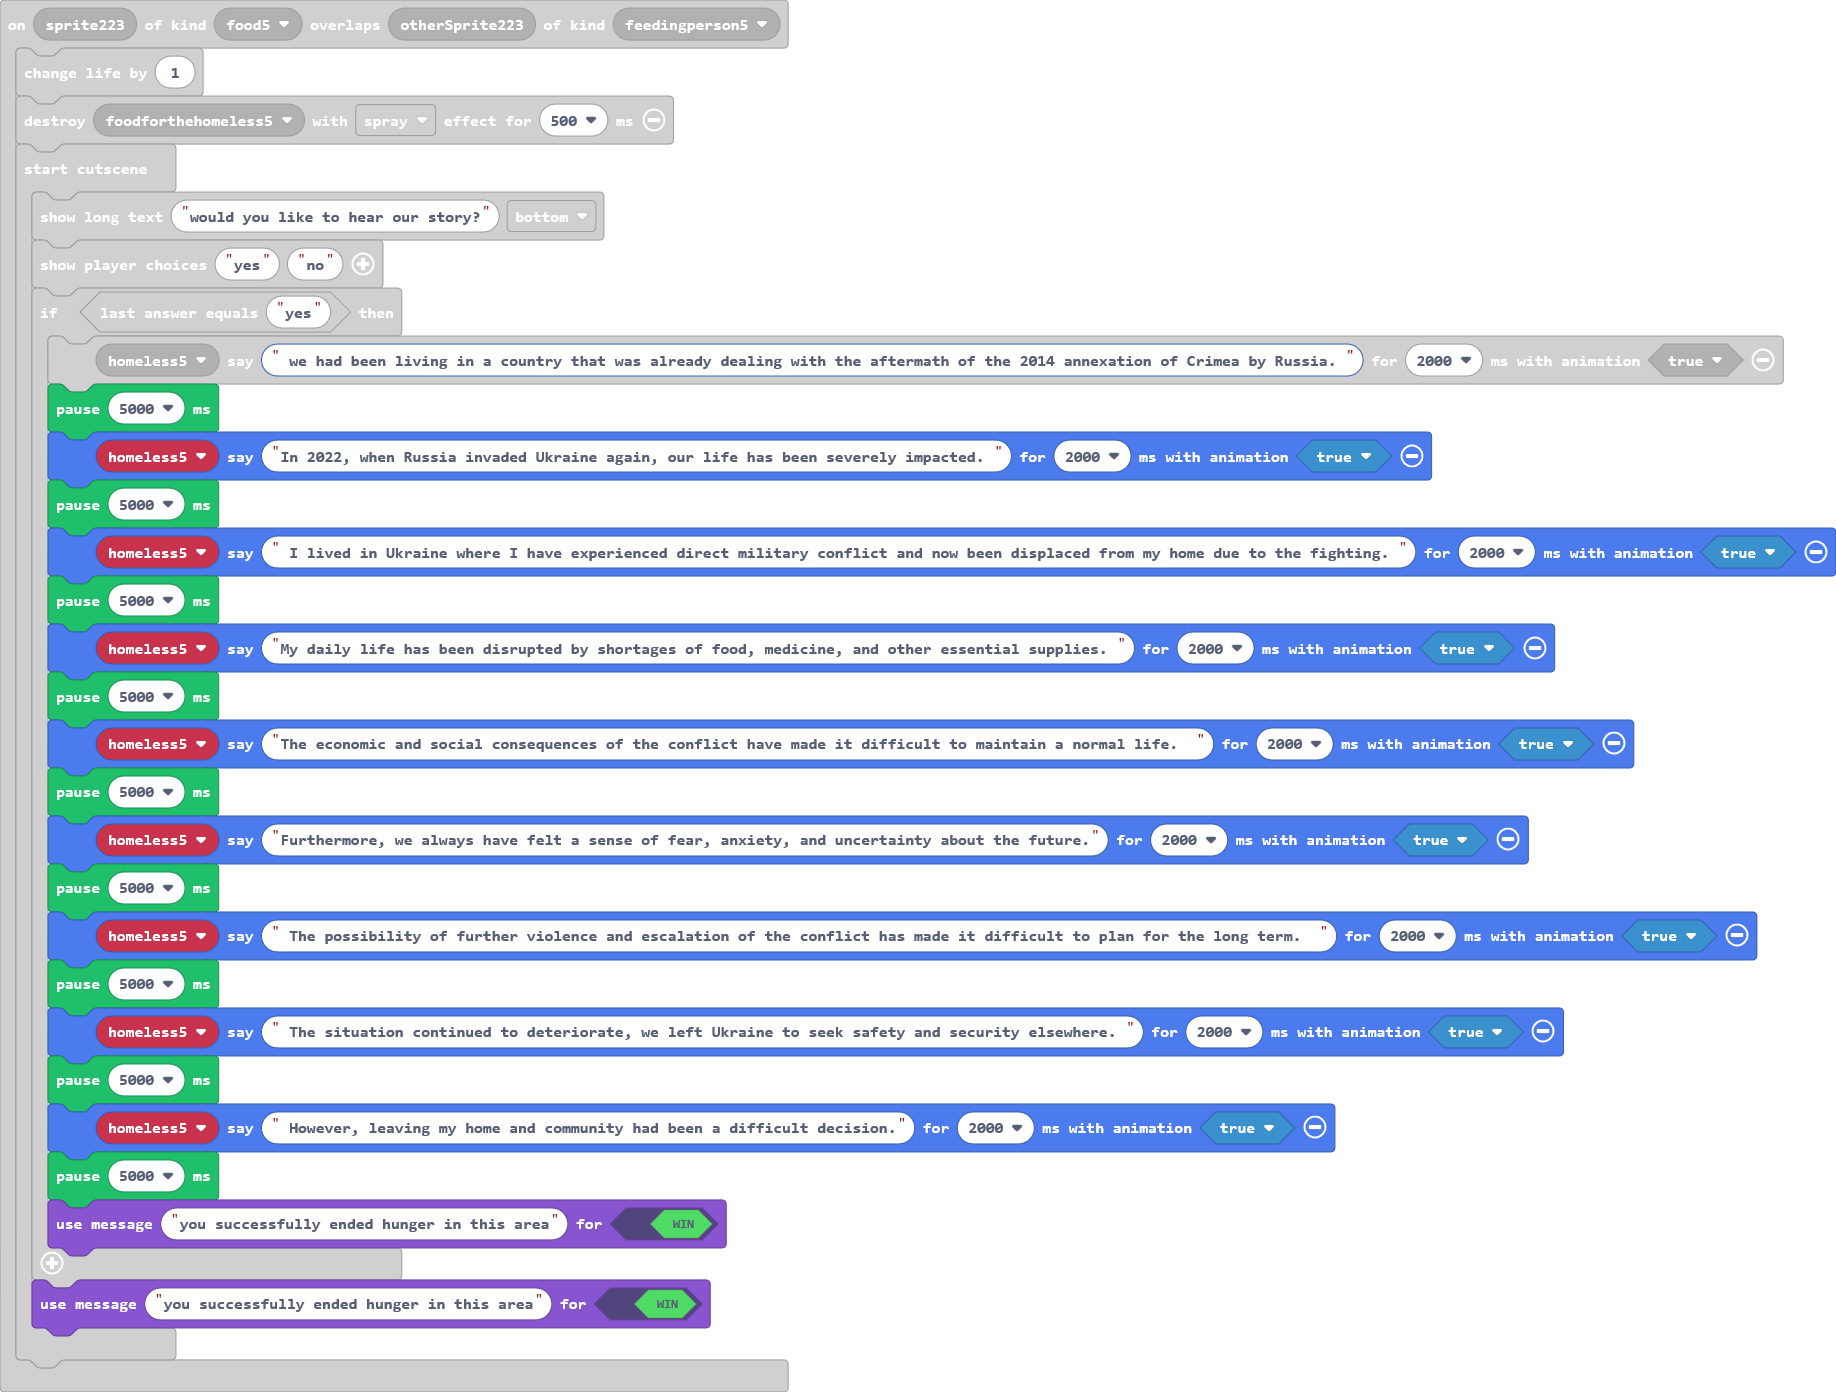 on sprite223 of kind food5 overlaps otherSprite223 of kind feedingperson5
change life by 1
destroy foodforthehomeless5 with spray effect for 500 ms
start cutscene
show long text "would you like to hear our story?" bottom
show player choices "yes" "no"
if last answer equals "yes" then
homeless5 say " we had been living in a country that was already dealing with the aftermath of the 2014 annexation of Crimea by Russia. " for 2000 ms with animation true
pause 5000 ms
homeless5 say "In 2022, when Russia invaded Ukraine again, our life has been severely impacted. " for 2000 ms with animation true
pause 5000 ms
homeless5 say " I lived in Ukraine where I have experienced direct military conflict and now been displaced from my home due to the fighting. " for 2000 ms with animation true
pause 5000 ms
homeless5 say "My daily life has been disrupted by shortages of food, medicine, and other essential supplies. " for 2000 ms with animation true
pause 5000 ms
homeless5 say "The economic and social consequences of the conflict have made it difficult to maintain a normal life.  " for 2000 ms with animation true
pause 5000 ms
homeless5 say "Furthermore, we always have felt a sense of fear, anxiety, and uncertainty about the future." for 2000 ms with animation true
pause 5000 ms
homeless5 say " The possibility of further violence and escalation of the conflict has made it difficult to plan for the long term.  " for 2000 ms with animation true
pause 5000 ms
homeless5 say " The situation continued to deteriorate, we left Ukraine to seek safety and security elsewhere. " for 2000 ms with animation true
pause 5000 ms
homeless5 say " However, leaving my home and community had been a difficult decision." for 2000 ms with animation true
pause 5000 ms
use message "you successfully ended hunger in this area" for WIN
use message "you successfully ended hunger in this area" for WIN